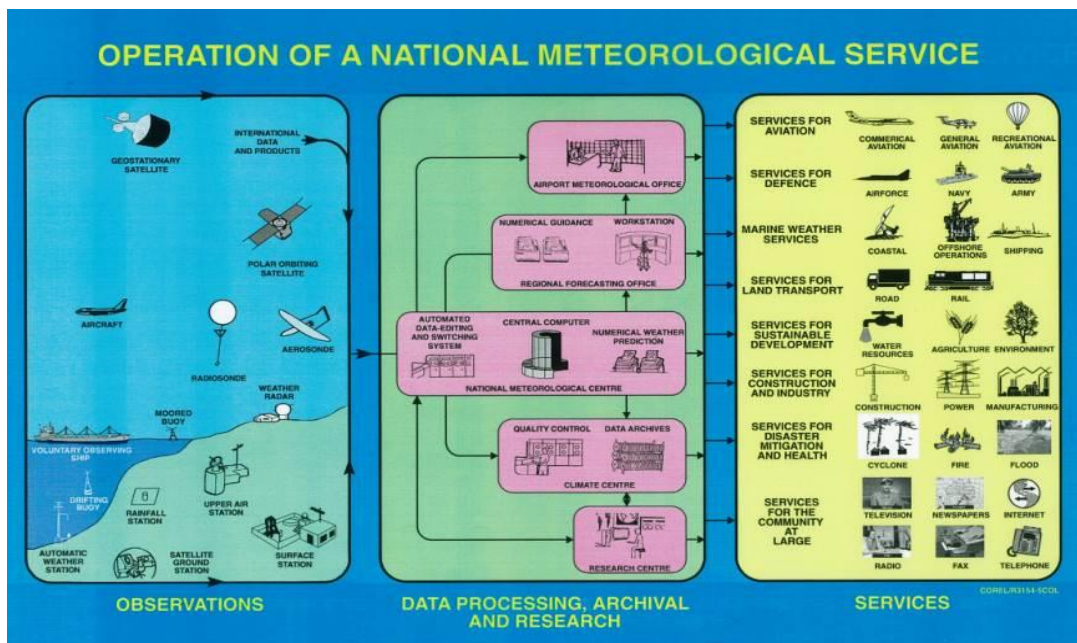 OPERATION OF A NATIONAL METEOROLOGICAL SERVICE
GEOSTATIONARY
SATELLITE
INTERNATIONAL
DATA
AND PRODUCTS
POLAR ORBITING
SATELLITE
AIRCRAFT
RADIOSONDE
AEROSONDE
WEATHER
RADAR
MOORED
BUOY
VOLUNTARY OBSERVING
SHIP
DRIFTING
BUOY
RAINFALL
STATION
UPPER AIR
STATION
AUTOMATIC
WEATHER
STATION
SATELLITE
GROUND
STATION
SURFACE
STATION
OBSERVATIONS
AIRPORT METEOROLOGICAL OFFICE
NUMERICAL GUIDANCE
WORKSTATION
REGIONAL FORECASTING OFFICE
AUTOMATED
DATA-EDITING
AND SWITCHING
SYSTEM
CENTRAL COMPUTER
NUMERICAL WEATHER
PREDICTION
NATIONAL METEOROLOGICAL CENTRE
QUALITY CONTROL
DATA ARCHIVES
CLIMATE CENTRE
RESEARCH CENTRE
DATA PROCESSING, ARCHIVAL
AND RESEARCH
SERVICES FOR
AVIATION
COMMERICAL
AVIATION
GENERAL
AVIATION
RECREATIONAL
AVIATION
SERVICES FOR
DEFENCE
AIRFORCE
NAVY
ARMY
MARINE WEATHER
SERVICES
COASTAL
OFFSHORE
OPERATIONS
SHIPPING
SERVICES FOR
LAND TRANSPORT
ROAD
RAIL
SERVICES FOR
SUSTAINABLE
DEVELOPMENT
WATER
RESOURCES
AGRICULTURE
ENVIRONMENT
SERVICES FOR
CONSTRUCTION
AND INDUSTRY
CONSTRUCTION
POWER
MANUFACTURING
SERVICES FOR
DISASTER
MITIGATION
AND HEALTH
CYCLONE
FIRE
FLOOD
SERVICES
FOR THE
COMMUNITY
AT
LARGE
TELEVISION
NEWSPAPERS
INTERNET
RADIO
FAX
TELEPHONE
SERVICES
COREL/R3154-5COL